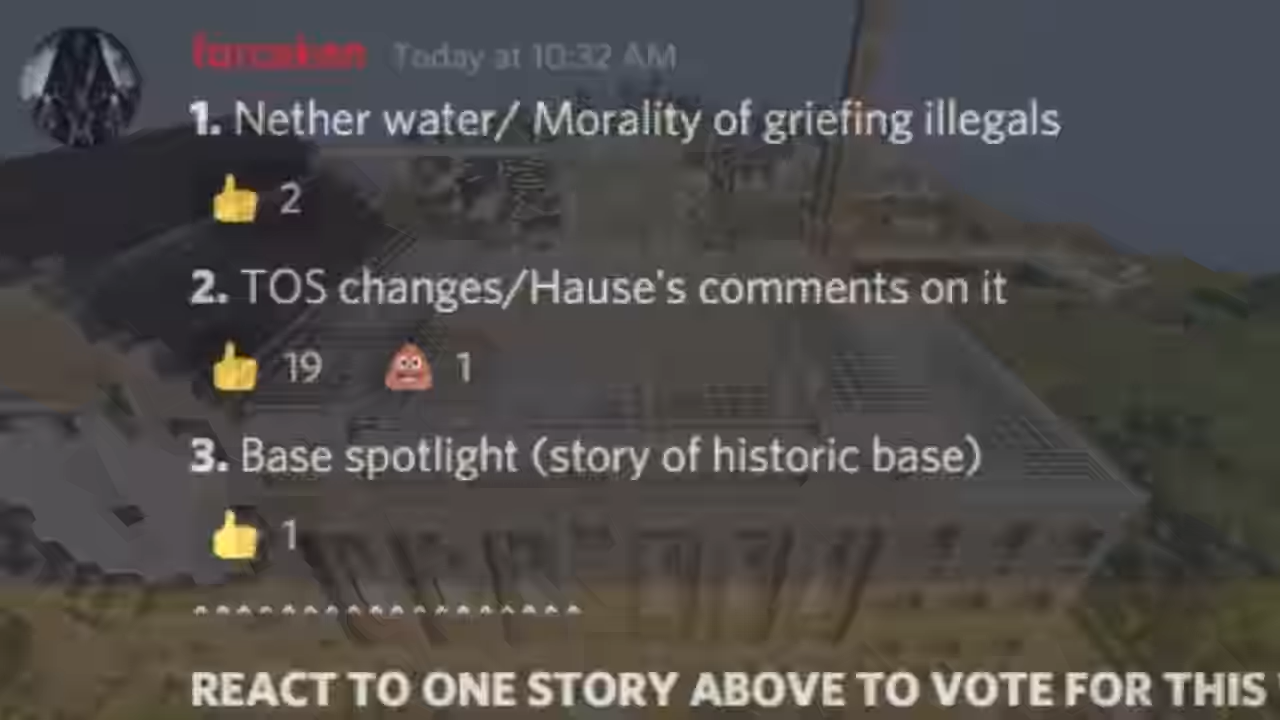 forcaken Today at 10:32 AM
1. Nether water/ Morality of griefing illegals
2
2. TOS changes/Hause's comments on it
19 1
3. Base spotlight (story of historic base)
1
^^^^^^^^^^^^^^^^^^
REACT TO ONE STORY ABOVE TO VOTE FOR THIS